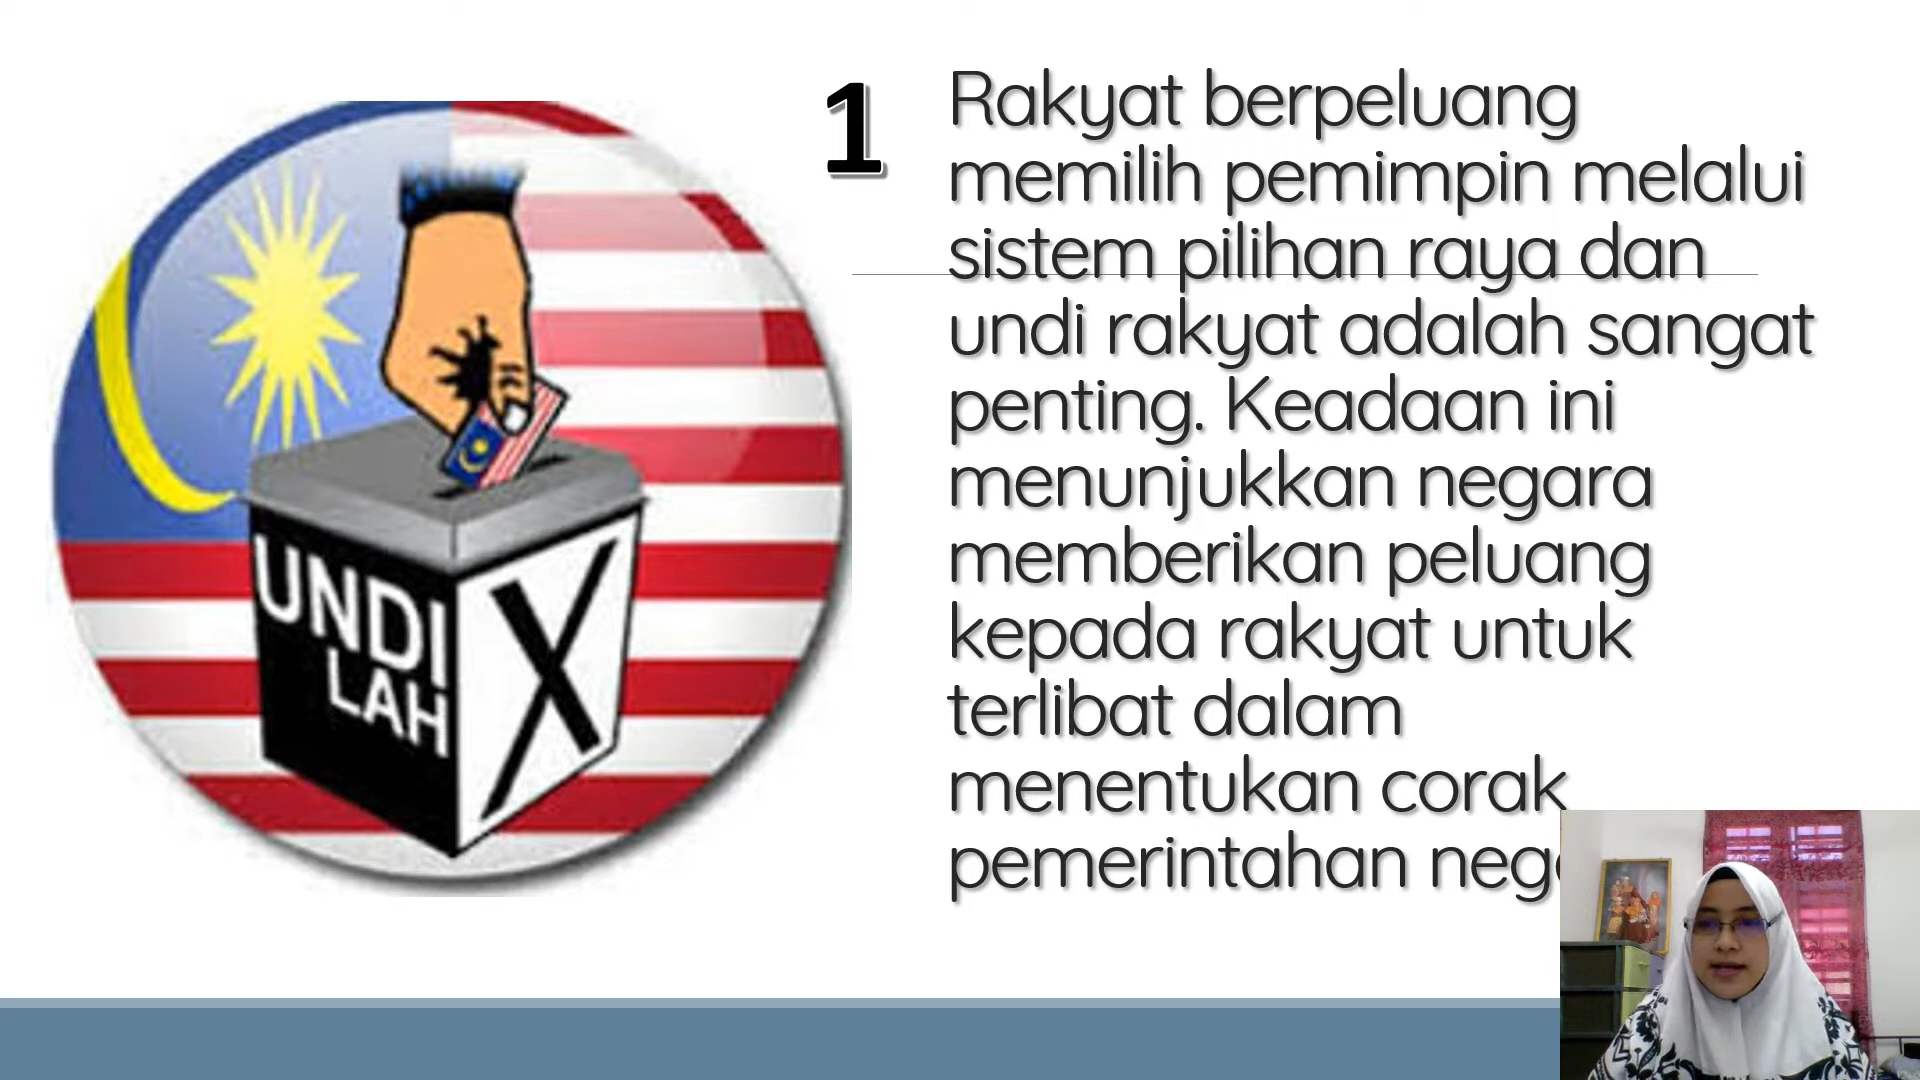 1
Rakyat berpeluang
memilih pemimpin melalui
sistem pilihan raya dan
undi rakyat adalah sangat
penting. Keadaan ini
menunjukkan negara
memberikan peluang
kepada rakyat untuk
terlibat dalam
menentukan corak
pemerintahan
UNDI
LAH
X